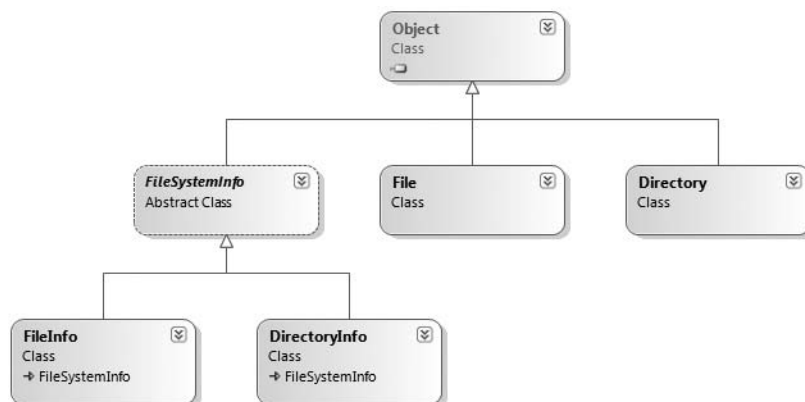 Object
Class
FileSystemInfo
Abstract Class
File
Class
Directory
Class
FileInfo
Class
FileSystemInfo
DirectoryInfo
Class
FileSystemInfo